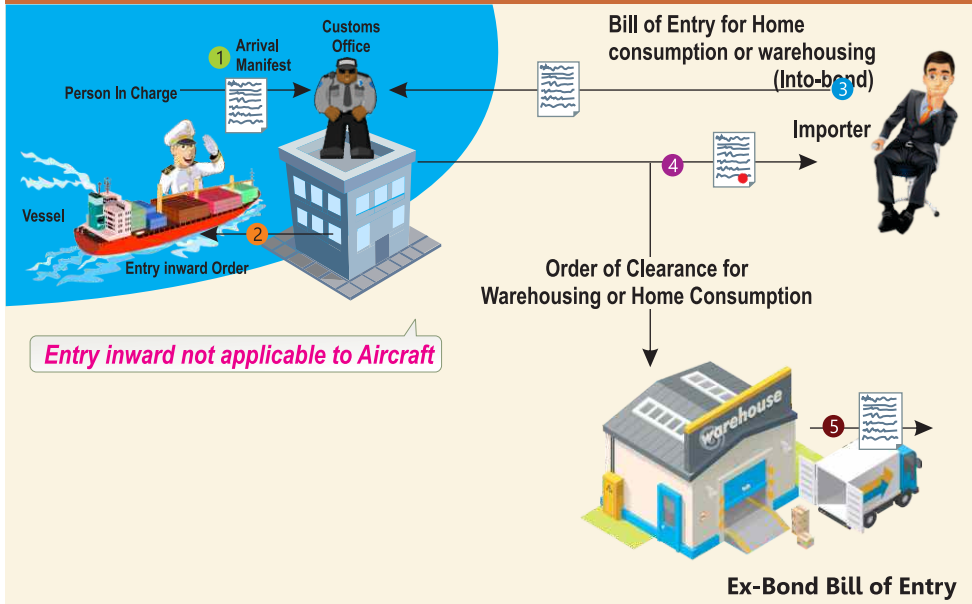 Customs
Office
1
Arrival
Manifest
Person In Charge
Bill of Entry for Home
consumption or warehousing
(Into-bond)
3
Importer
4
Vessel
2
Entry inward Order
Order of Clearance for
Warehousing or Home Consumption
Entry inward not applicable to Aircraft
warehouse
5
Ex-Bond Bill of Entry